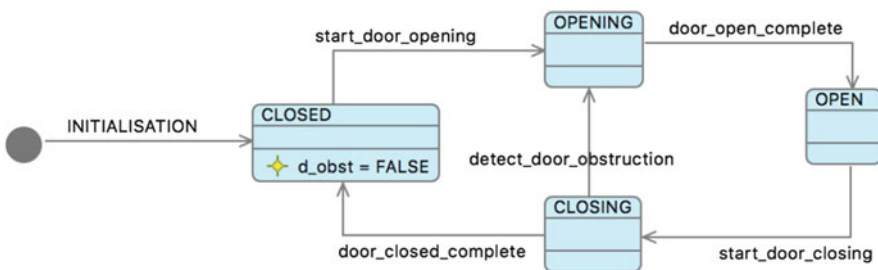 OPENING
start_door_opening
door_open_complete
OPEN
CLOSED
INITIALISATION
d_obst = FALSE
detect_door_obstruction
CLOSING
door_closed_complete
start_door_closing